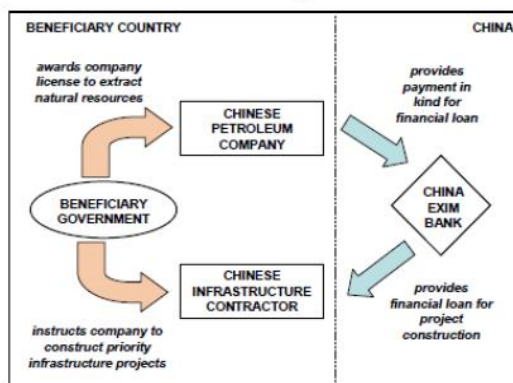 BENEFICIARY COUNTRY
CHINA
awards company
license to extract
natural resources
provides
payment in
kind for
financial loan
CHINESE
PETROLEUM
COMPANY
BENEFICIARY
GOVERNMENT
CHINA
EXIM
BANK
CHINESE
INFRASTRUCTURE
CONTRACTOR
instructs company to
construct priority
infrastructure projects
provides
financial loan for
project
construction